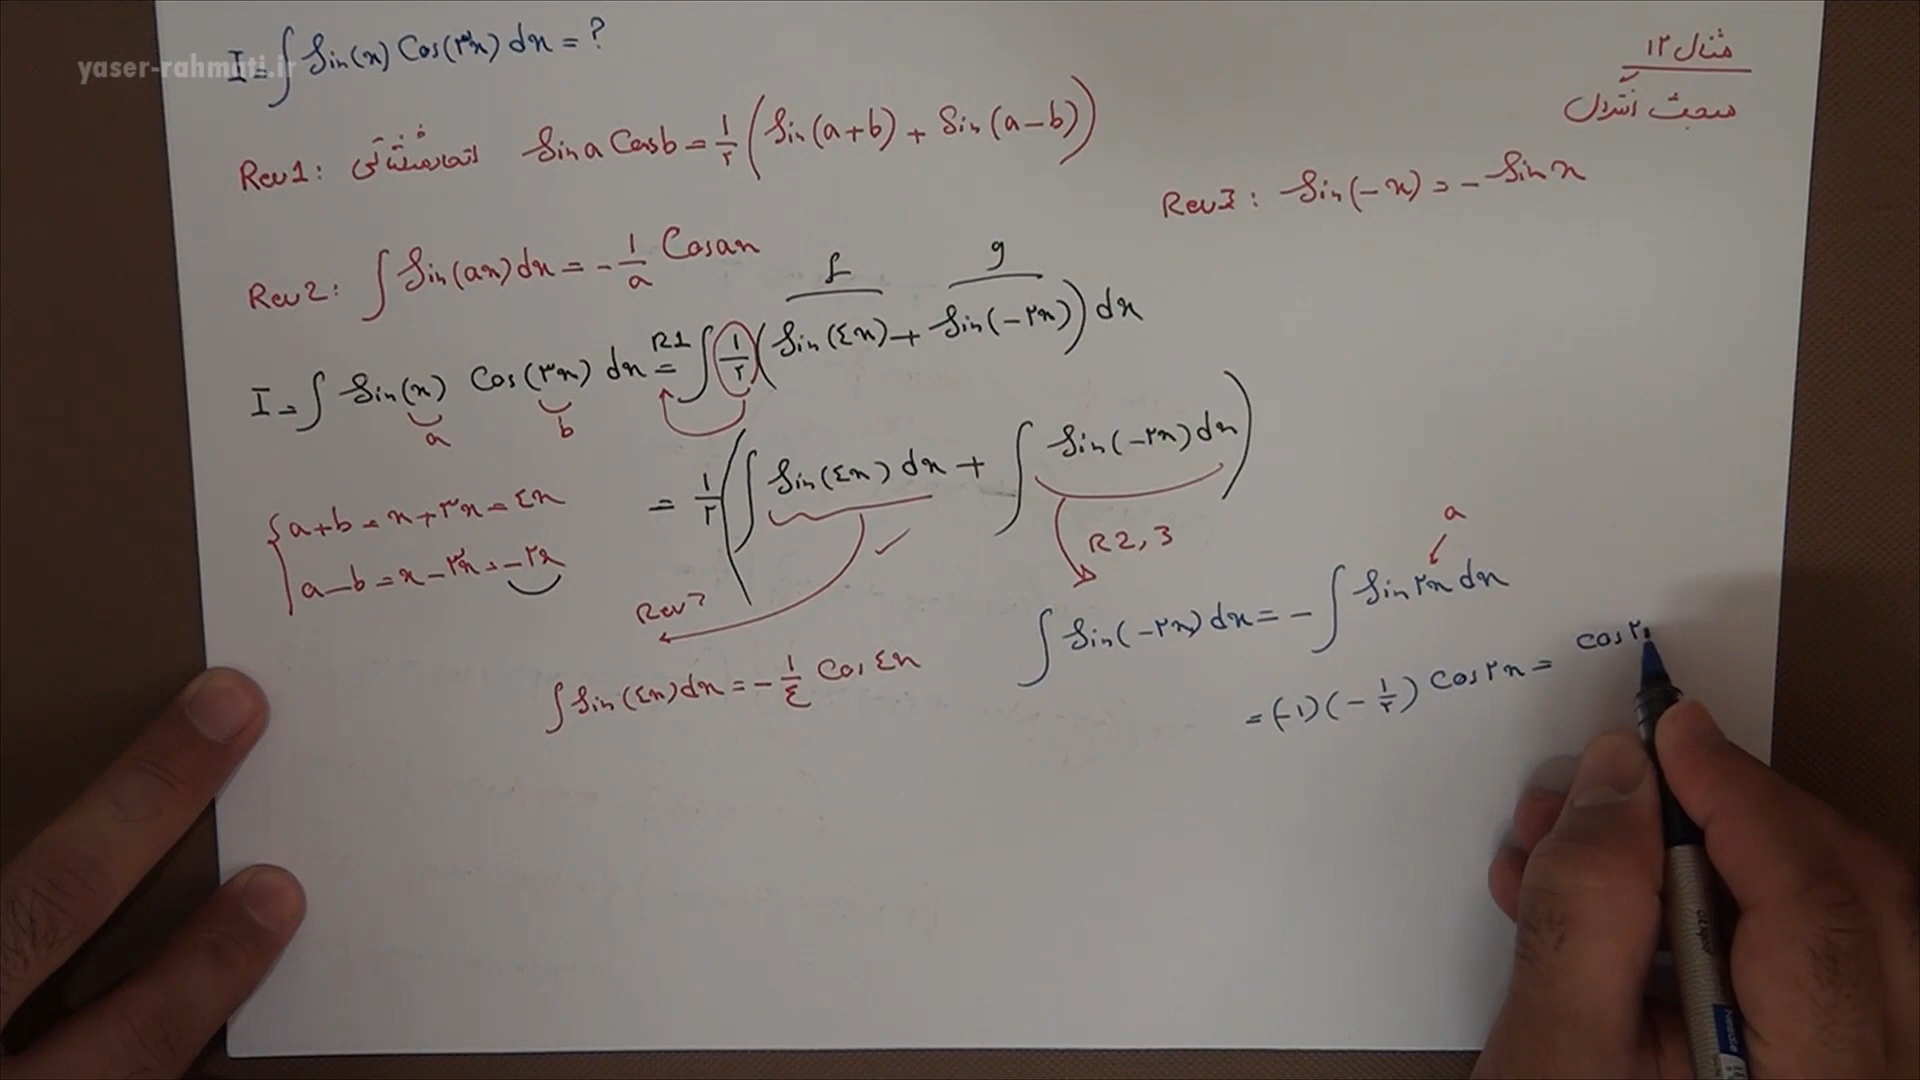 yaser-rahmati.ir
I = ∫ Sin(x) Cos(۳x) dx = ?
مثال ۱۲
مبحث انتگرال
Rev1: اتحاد مثلثاتی Sin a Cos b = ۱/۲ (Sin(a+b) + Sin(a-b))
Rev3: Sin(-x) = - Sin x
Rev2: ∫ Sin(ax) dx = - ۱/a Cos ax
f g
I = ∫ Sin(x) Cos(۳x) dx =R1 ∫ ۱/۲ (Sin(٤x) + Sin(-۲x)) dx
a b
= ۱/۲ (∫ Sin(٤x) dx + ∫ Sin(-۲x) dx)
{ a+b = x+۳x = ٤x
a-b = x-۳x = -۲x
R2, 3
Rev2
∫ Sin(٤x) dx = - ۱/٤ Cos ٤x
a
∫ Sin(-۲x) dx = - ∫ Sin ۲x dx
= (-۱)(- ۱/۲) Cos ۲x = cos ۲